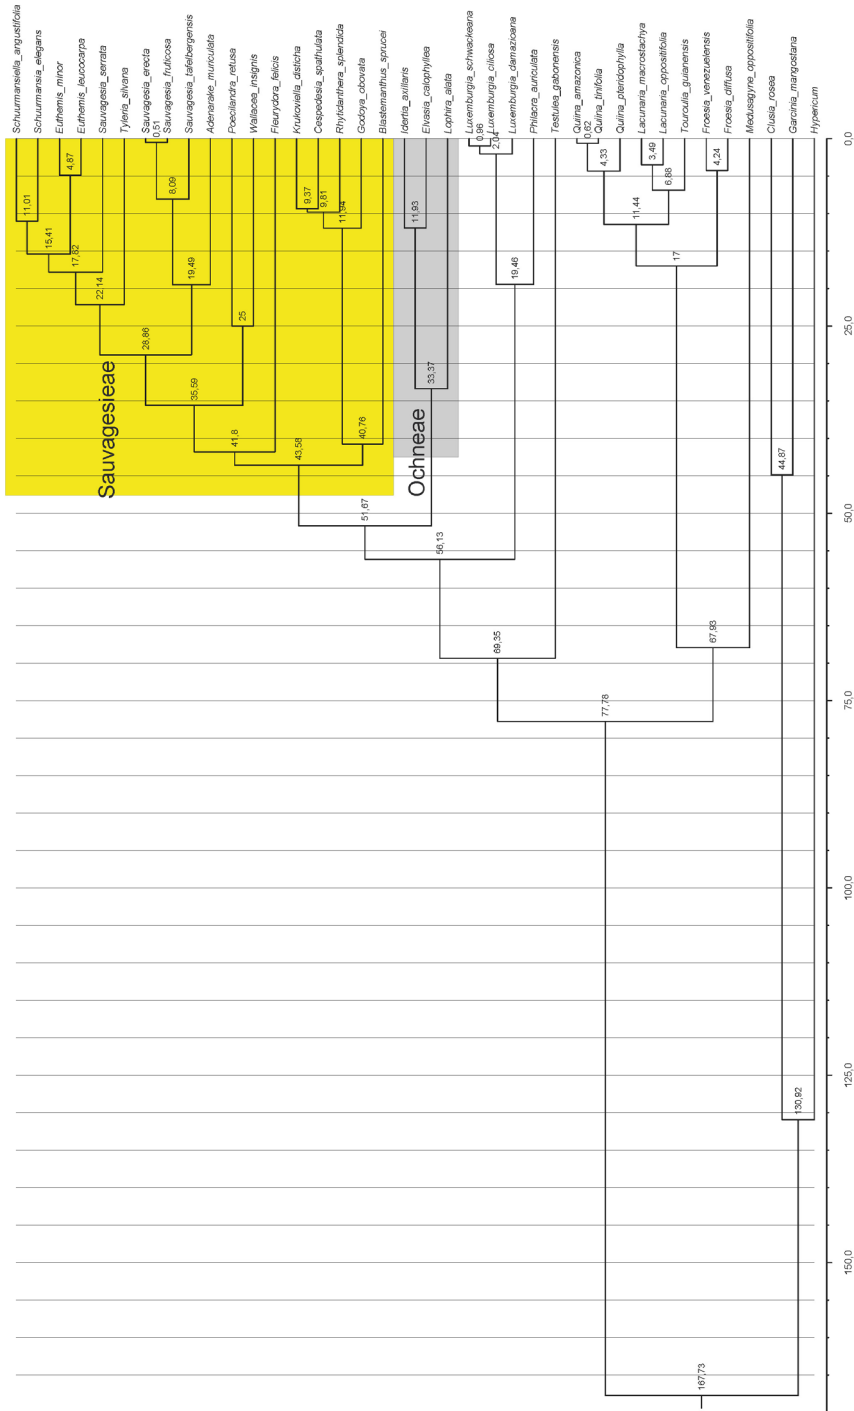 Schuurmansiella_angustifolia
Schuurmansia_elegans
Euthemis_minor
Euthemis_leucocarpa
Sauvagesia_serrata
Tyleria_silvana
Sauvagesia_erecta
Sauvagesia_fruticosa
Sauvagesia_tafelbergensis
Adenarake_muriculata
Poecilandra_retusa
Wallacea_insignis
Fleurydora_felicis
Krukoviella_disticha
Cespedesia_spathulata
Rhytidanthera_splendida
Godoya_obovata
Blastemanthus_sprucei
Idertia_axillaris
Elvasia_calophyllea
Lophira_alata
Luxemburgia_schwackeana
Luxemburgia_ciliosa
Luxemburgia_damazioana
Philacra_auriculata
Testulea_gabonensis
Quiina_amazonica
Quiina_tinifolia
Quiina_pteridophylla
Lacunaria_macrostachya
Lacunaria_oppositifolia
Touroulia_guianensis
Froesia_venezuelensis
Froesia_diffusa
Medusagyne_oppositifolia
Clusia_rosea
Garcinia_mangostana
Hypericum
11,01
15,41
4,87
17,82
22,14
28,86
0,51
8,09
19,49
35,59
25
41,8
43,58
9,37
9,81
11,94
40,76
51,67
11,93
33,37
56,13
0,96
2,04
19,46
69,35
77,78
0,62
4,33
11,44
3,49
6,88
17
4,24
67,93
44,87
130,92
167,73
Sauvagesieae
Ochneae
150,0
125,0
100,0
75,0
50,0
25,0
0,0